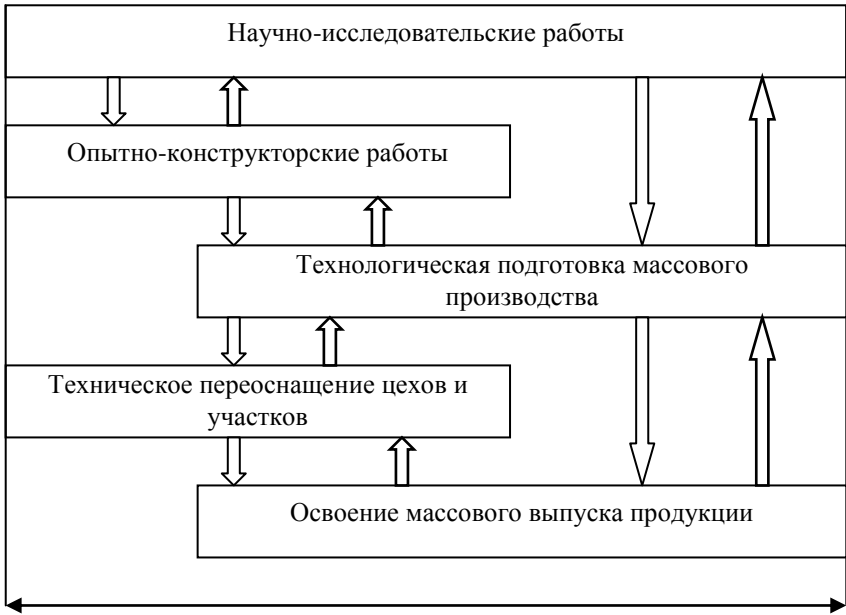 Научно-исследовательские работы
Опытно-конструкторские работы
Технологическая подготовка массового
производства
Техническое переоснащение цехов и
участков
Освоение массового выпуска продукции